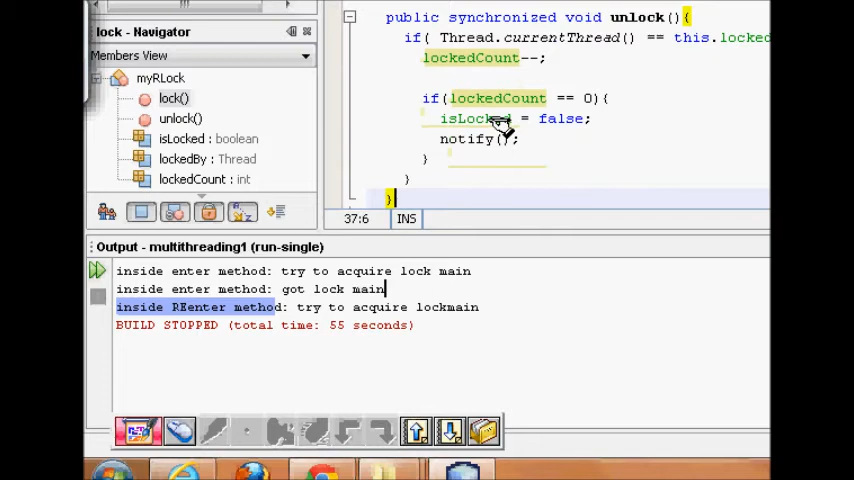 lock - Navigator
Members View
myRLock
lock()
unlock()
isLocked : boolean
lockedBy : Thread
lockedCount : int
public synchronized void unlock(){
if( Thread.currentThread() == this.locked
lockedCount--;
if(lockedCount == 0){
isLocked = false;
notify();
}
}
}
37:6
INS
Output - multithreading1 (run-single)
inside enter method: try to acquire lock main
inside enter method: got lock main
inside REenter method: try to acquire lockmain
BUILD STOPPED (total time: 55 seconds)